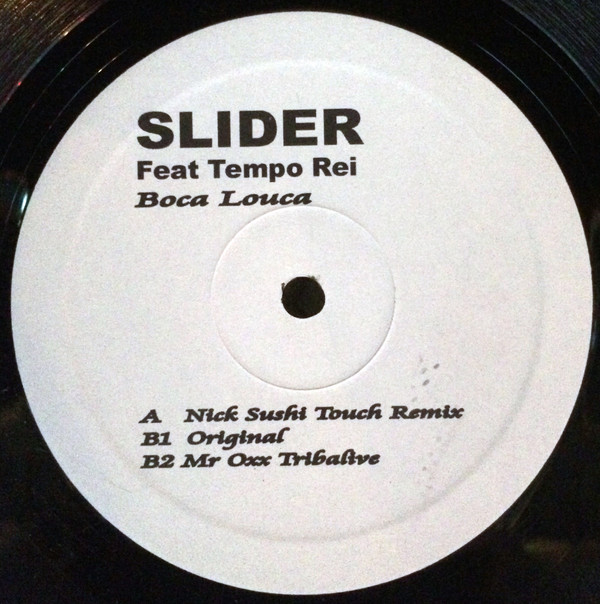 SLIDER
Feat Tempo Rei
Boca Louca
A Nick Sushi Touch Remix
B1 Original
B2 Mr Oxx Tribalive